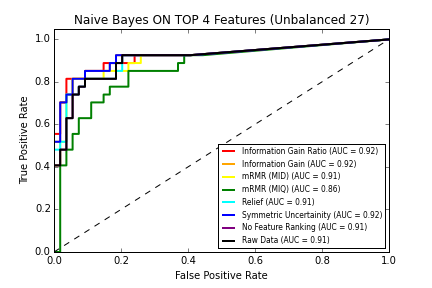 Naive Bayes ON TOP 4 Features (Unbalanced 27)
True Positive Rate
1.0
0.8
0.6
0.4
0.2
0.0
Information Gain Ratio (AUC = 0.92)
Information Gain (AUC = 0.92)
mRMR (MID) (AUC = 0.91)
mRMR (MIQ) (AUC = 0.86)
Relief (AUC = 0.91)
Symmetric Uncertainity (AUC = 0.92)
No Feature Ranking (AUC = 0.91)
Raw Data (AUC = 0.91)
0.0 0.2 0.4 0.6 0.8 1.0
False Positive Rate